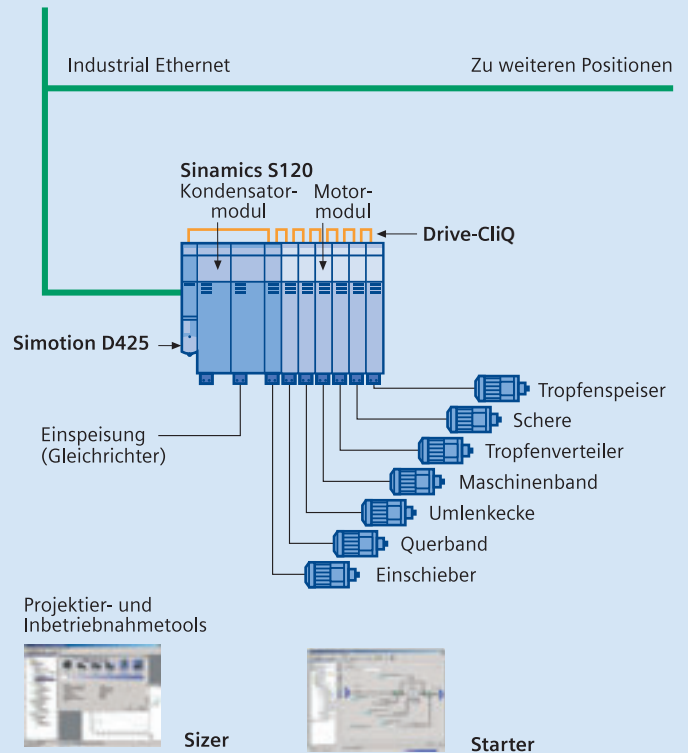 Industrial Ethernet
Zu weiteren Positionen
Sinamics S120
Kondensator-
modul
Motor-
modul
Drive-CliQ
Simotion D425
Einspeisung
(Gleichrichter)
Tropfenspeiser
Schere
Tropfenverteiler
Maschinenband
Umlenkecke
Querband
Einschieber
Projektier- und
Inbetriebnahmetools
Sizer
Starter